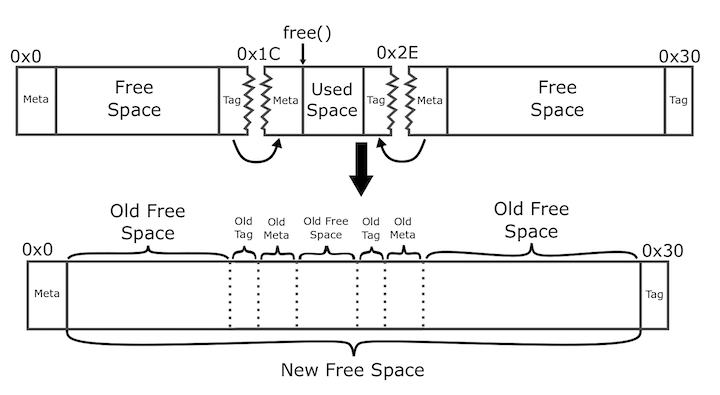 free()
0x0
0x1C
0x2E
0x30
Meta
Free
Space
Tag
Meta
Used
Space
Tag
Meta
Free
Space
Tag
Old Free
Space
Old
Tag
Old
Meta
Old Free
Space
Old
Tag
Old
Meta
Old Free
Space
0x0
0x30
Meta
Tag
New Free Space